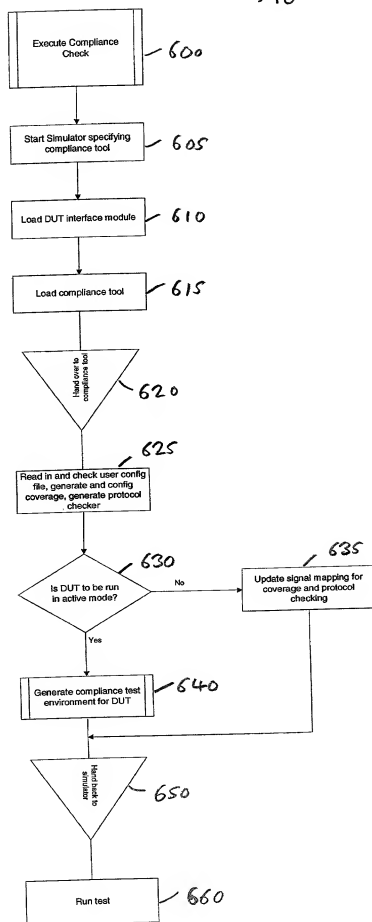 Execute Compliance
Check
600
Start Simulator specifying
compliance tool
605
Load DUT interface module
610
Load compliance tool
615
Hand over to
compliance tool
620
625
Read in and check user config
file, generate and config
coverage, generate protocol
checker
630
Is DUT to be run
in active mode?
No
635
Update signal mapping for
coverage and protocol
checking
Yes
Generate compliance test
environment for DUT
640
Hand back to
simulator
650
Run test
660